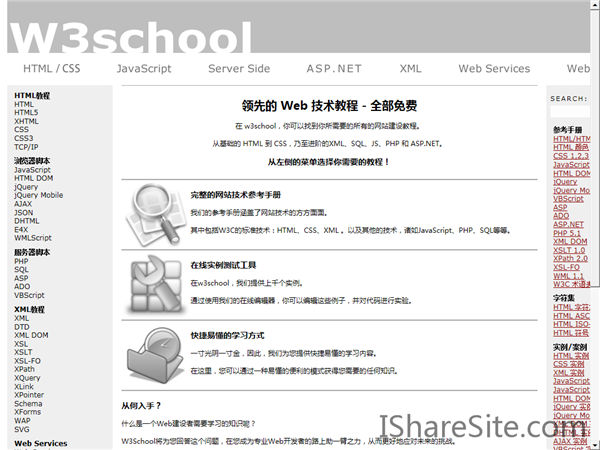 W3school
HTML / CSS JavaScript Server Side ASP.NET XML Web Services Web
HTML教程
HTML
HTML5
XHTML
CSS
CSS3
TCP/IP
浏览器脚本
JavaScript
HTML DOM
jQuery
jQuery Mobile
AJAX
JSON
DHTML
E4X
WMLScript
服务器脚本
PHP
SQL
ASP
ADO
VBScript
XML教程
XML
DTD
XML DOM
XSL
XSLT
XSL-FO
XPath
XQuery
XLink
XPointer
Schema
XForms
WAP
SVG
Web Services
领先的 Web 技术教程 - 全部免费
在 w3school，你可以找到你所需要的所有的网站建设教程。
从基础的 HTML 到 CSS，乃至进阶的XML、SQL、JS、PHP 和 ASP.NET。
从左侧的菜单选择你需要的教程！
完整的网站技术参考手册
我们的参考手册涵盖了网站技术的方方面面。
其中包括W3C的标准技术：HTML、CSS、XML 。以及其他的技术，诸如JavaScript、PHP、SQL等等。
在线实例测试工具
在w3school，我们提供上千个实例。
通过使用我们的在线编辑器，你可以编辑这些例子，并对代码进行实验。
快捷易懂的学习方式
一寸光阴一寸金，因此，我们为您提供快捷易懂的学习内容。
在这里，您可以通过一种易懂的便利的模式获得您需要的任何知识。
从何入手？
什么是一个Web建设者需要学习的知识呢？
W3School将为您回答这个问题，在您成为专业Web开发者的路上助一臂之力，从而更好地应对未来的挑战。
SEARCH:
参考手册
HTML/HTM
HTML 颜色
CSS 1,2,3
JavaScript
HTML DOM
jQuery
jQuery Mobile
VBScript
ASP
ADO
ASP.NET
PHP 5.1
XML DOM
XSLT 1.0
XPath 2.0
XSL-FO
WML 1.1
W3C 术语
字符集
HTML 字符
HTML ASC
HTML ISO-
HTML 符号
实例/案例
HTML 实例
CSS 实例
JavaScript
JavaScript
HTML DOM
jQuery 实例
IShareSite.com